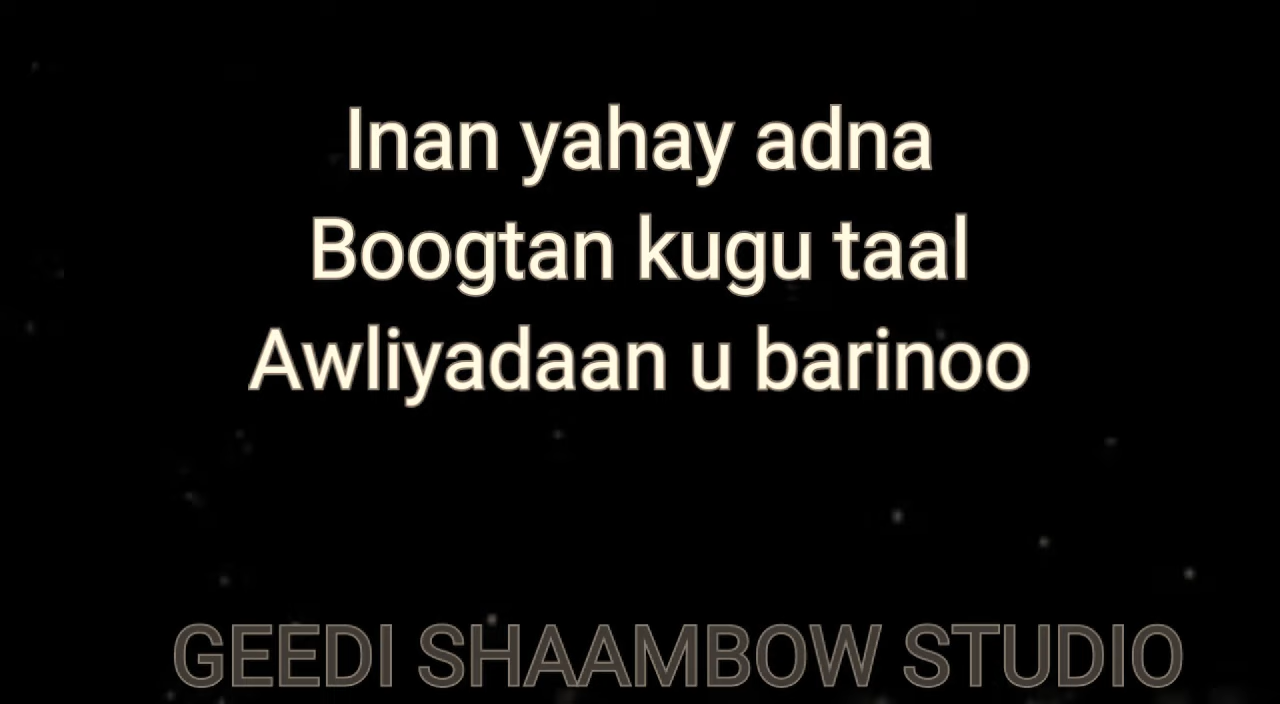 Inan yahay adna
Boogtan kugu taal
Awliyadaan u barinoo
GEEDI SHAAMBOW STUDIO